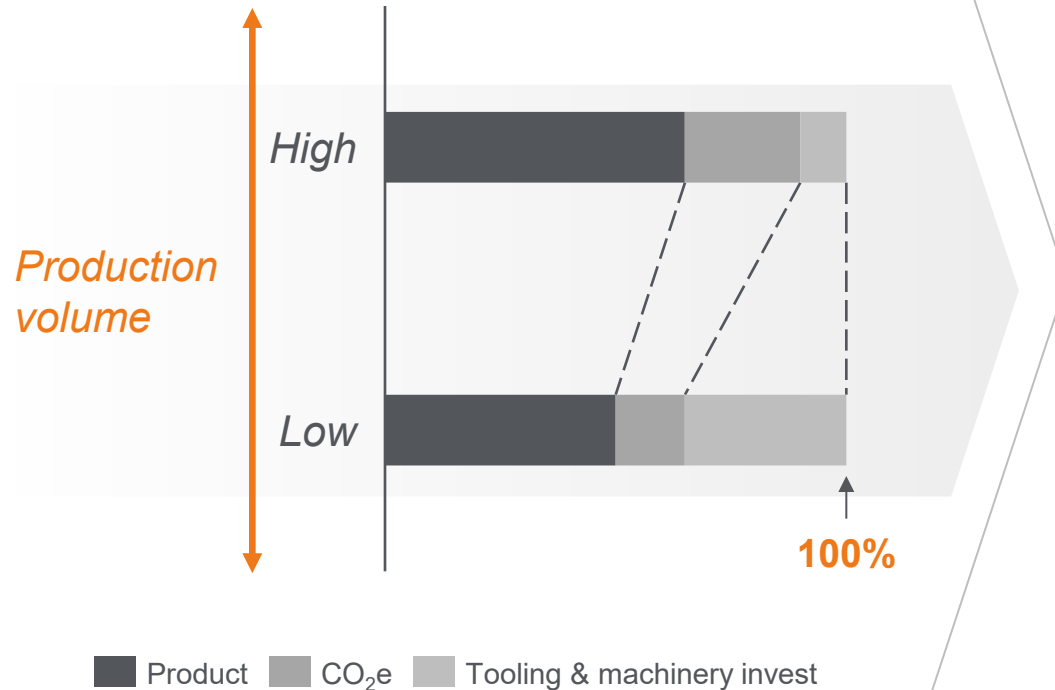 High
Production
volume
Low
100%
Product CO₂e Tooling & machinery invest